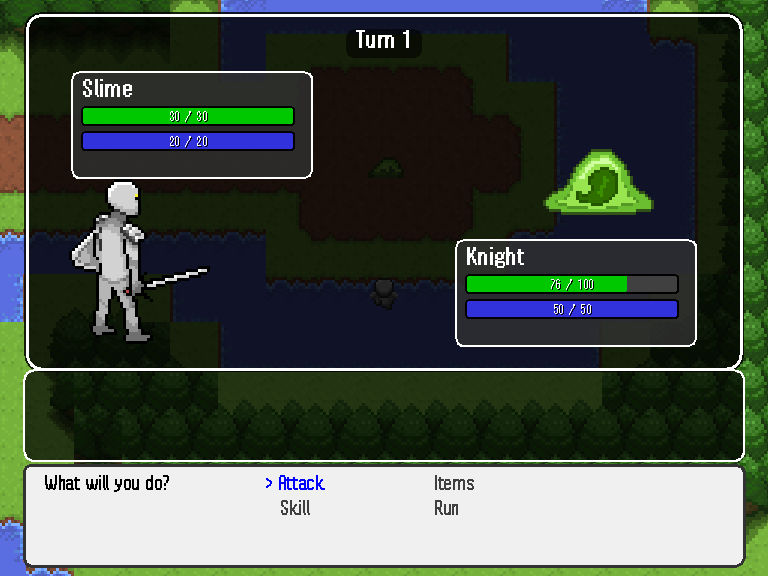 Turn 1
Slime
30 / 30
20 / 20
Knight
76 / 100
50 / 50
What will you do? > Attack Items
Skill Run